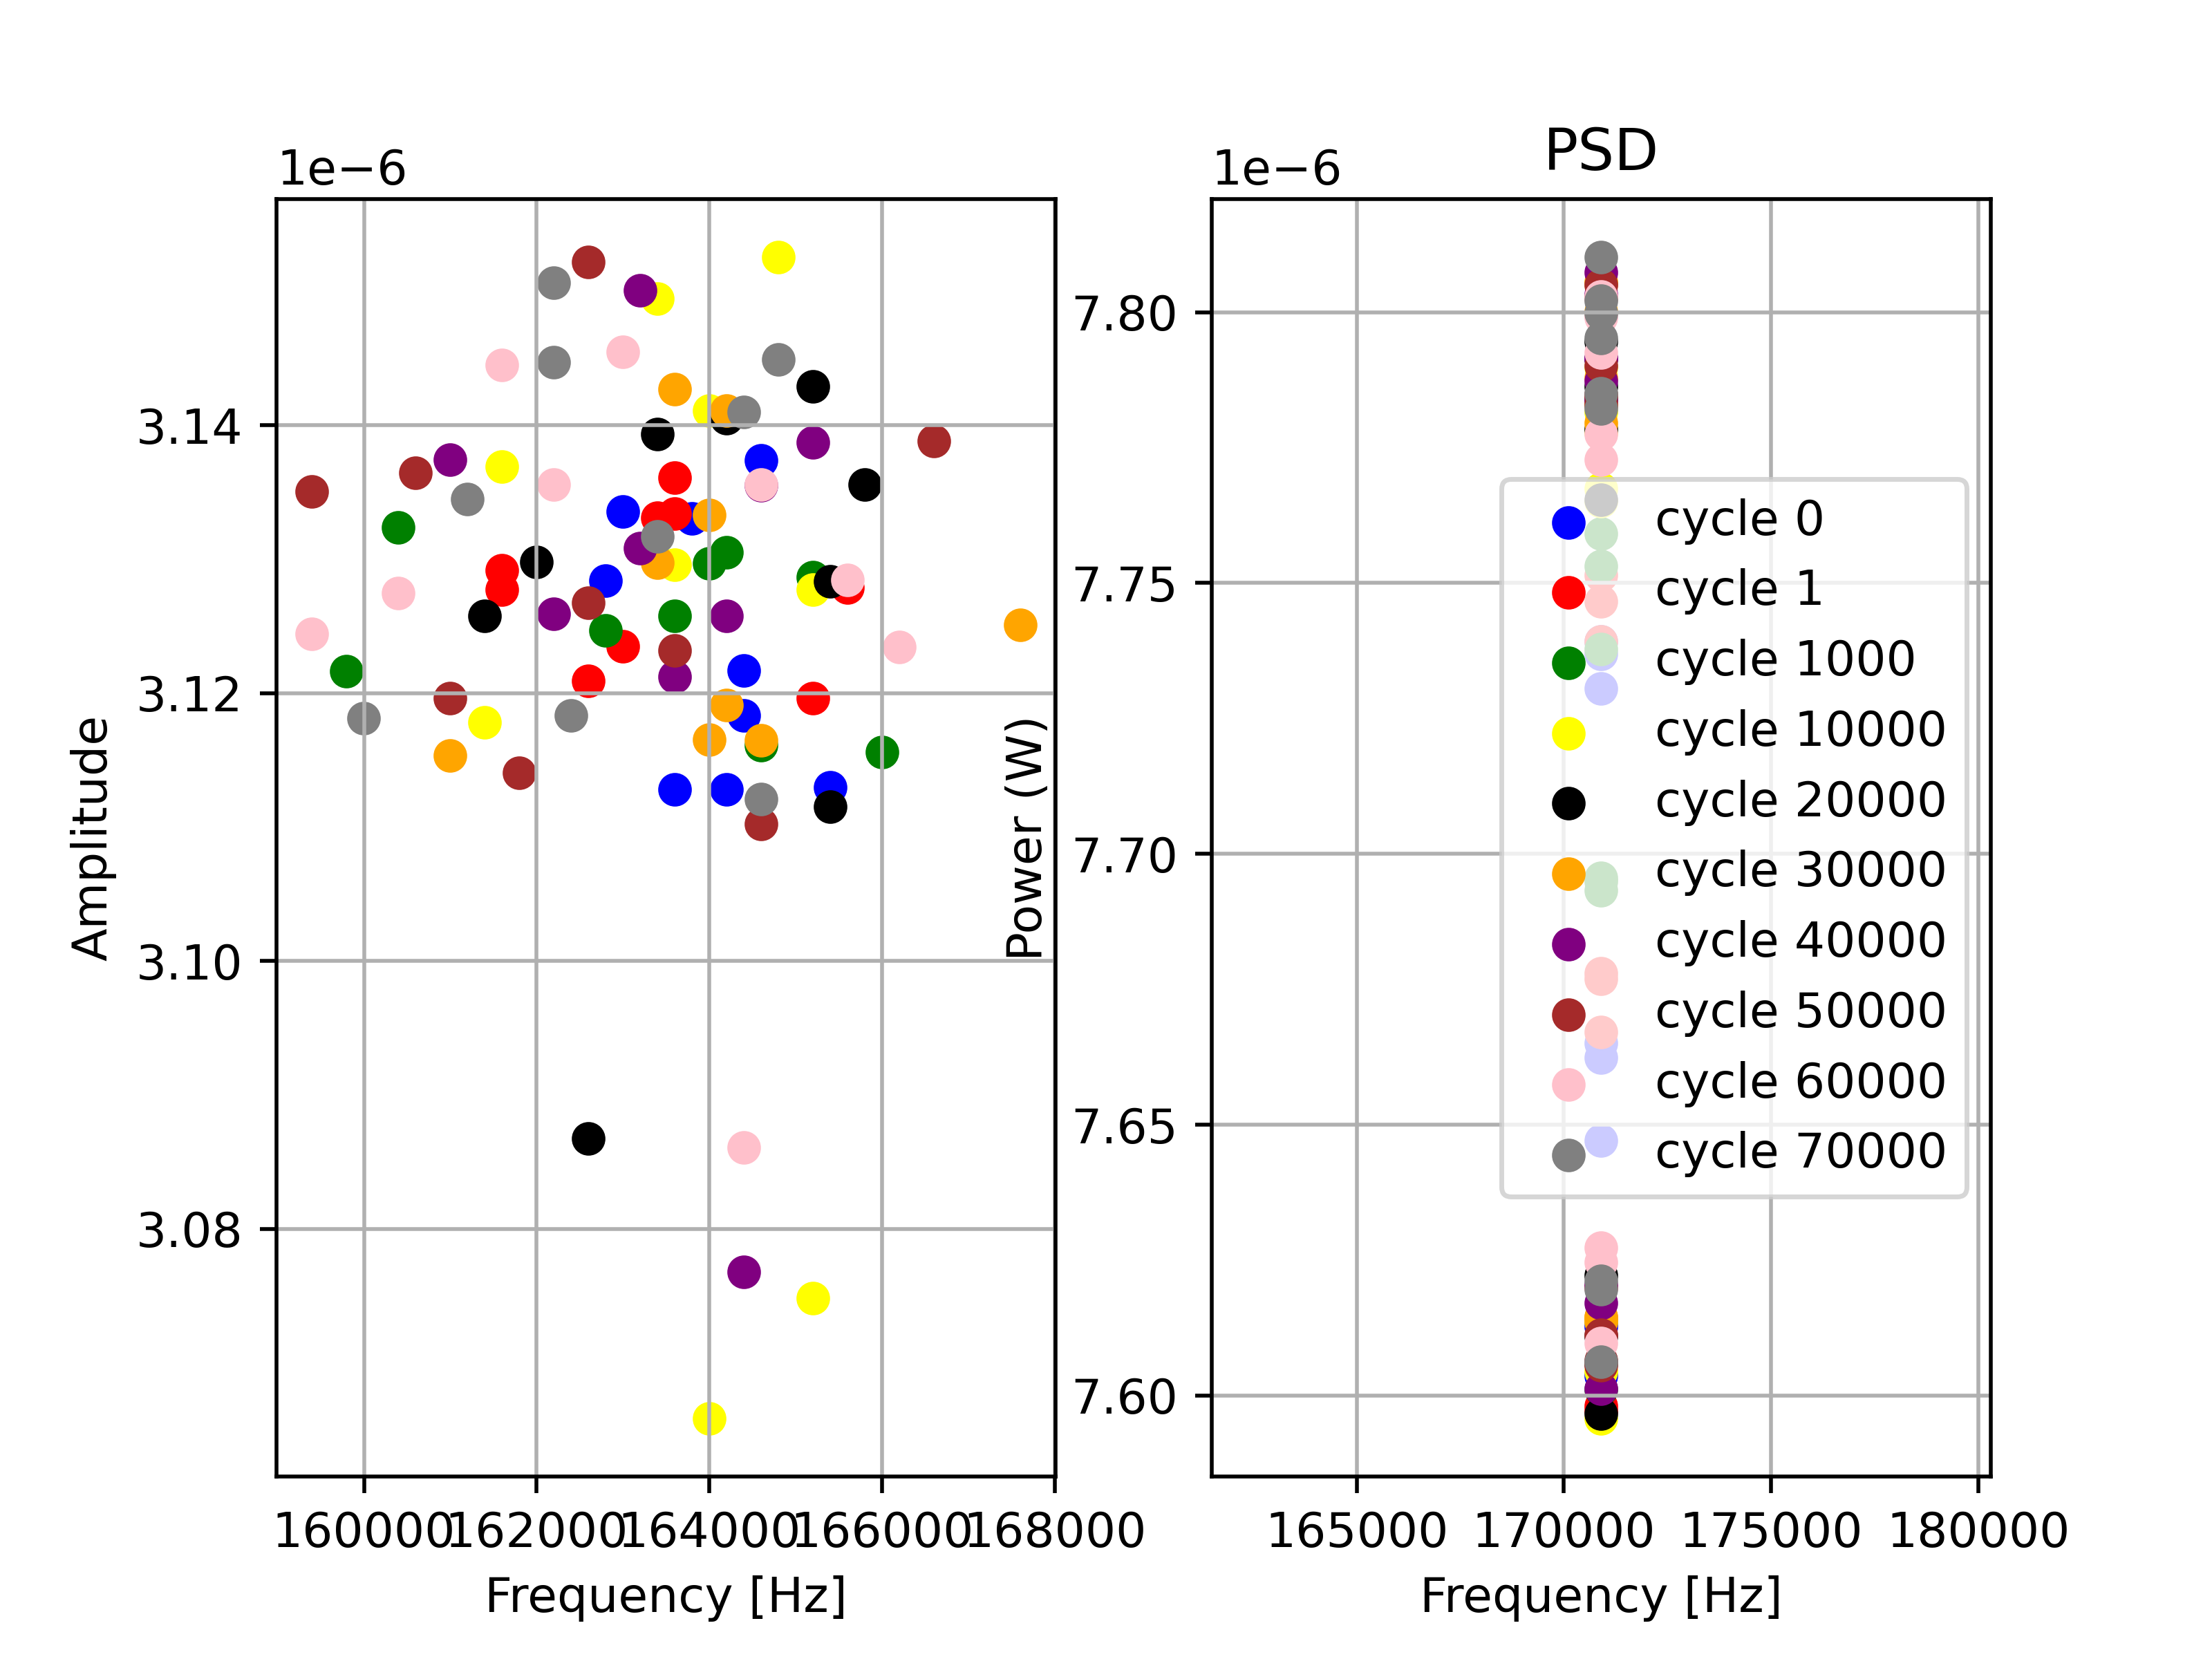 PSD
1e−6
1e−6
3.14
3.12
3.10
3.08
Amplitude
160000
162000
164000
166000
168000
Frequency [Hz]
7.80
7.75
7.70
7.65
7.60
Power (W)
cycle 0
cycle 1
cycle 1000
cycle 10000
cycle 20000
cycle 30000
cycle 40000
cycle 50000
cycle 60000
cycle 70000
165000
170000
175000
180000
Frequency [Hz]